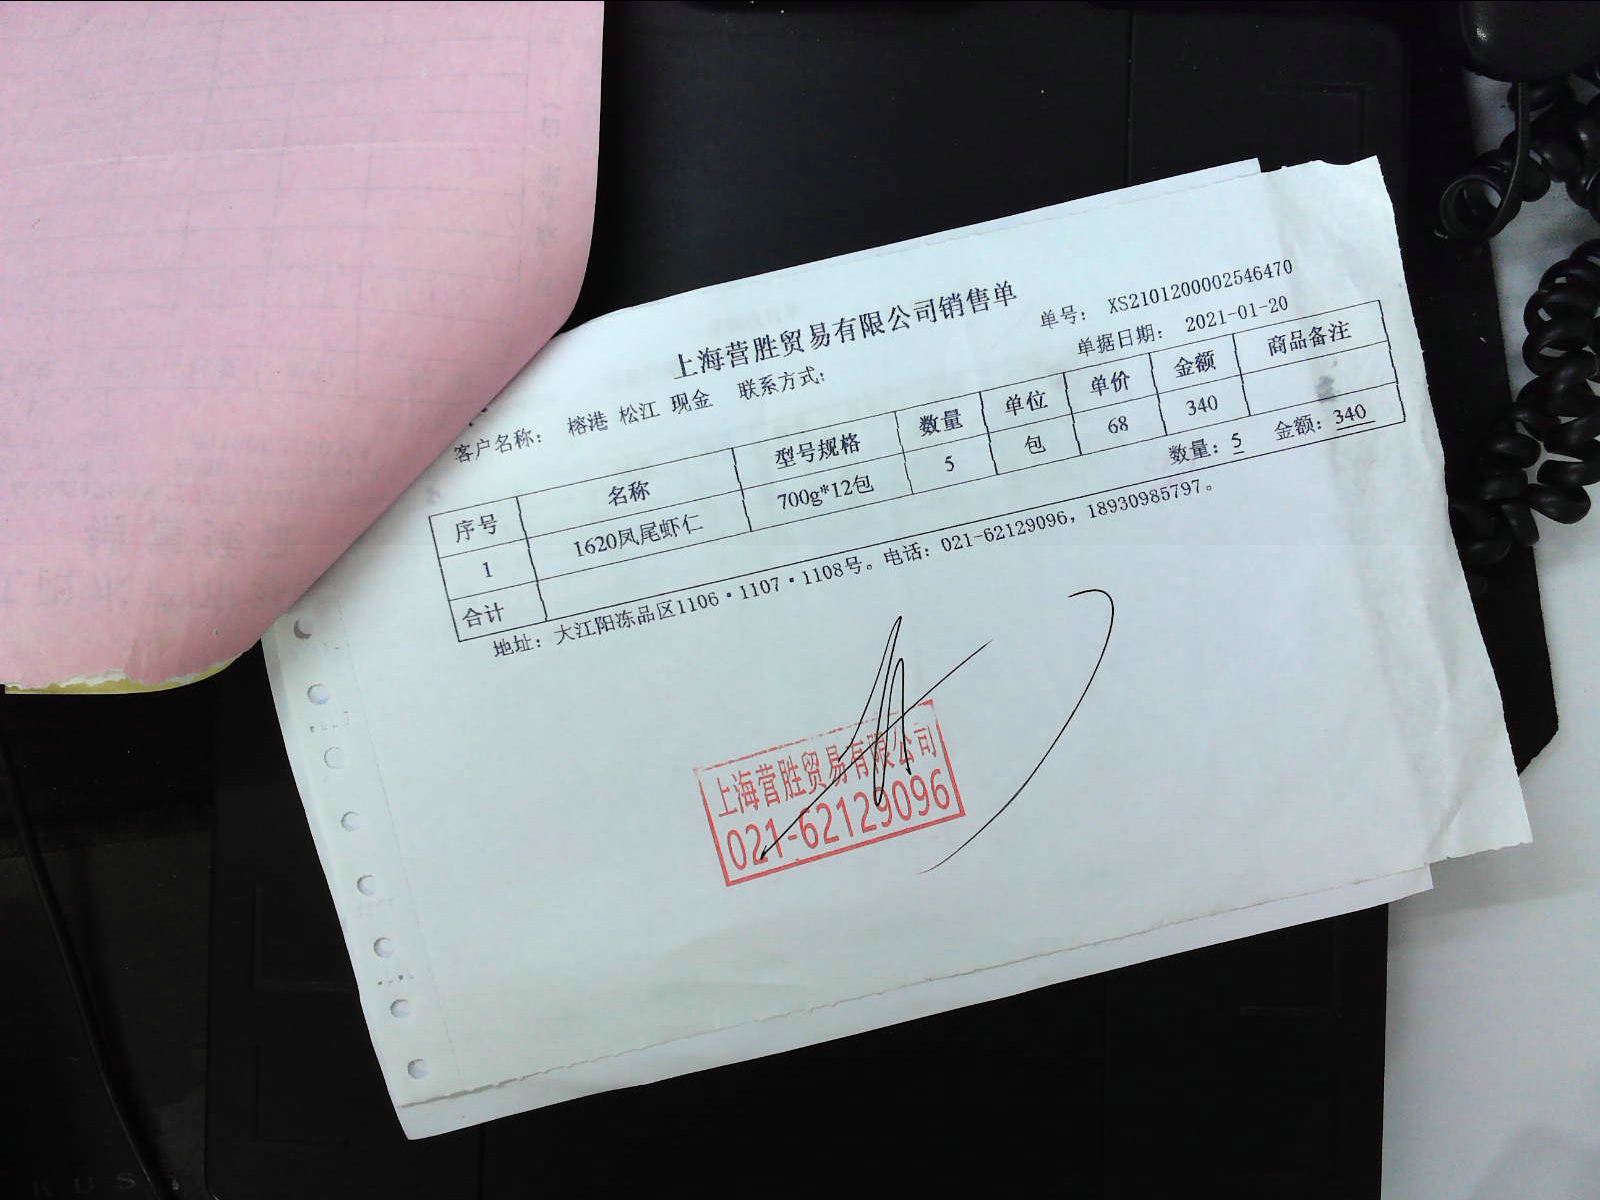 上海营胜贸易有限公司销售单
单号： XS2101200002546470
客户名称： 榕港 松江 现金 联系方式： 单据日期： 2021-01-20
序号 名称 型号规格 数量 单位 单价 金额 商品备注
1 1620凤尾虾仁 700g*12包 5 包 68 340
合计 数量：5 金额：340
地址：大江阳冻品区1106·1107·1108号。电话：021-62129096，18930985797。
上海营胜贸易有限公司
021-62129096